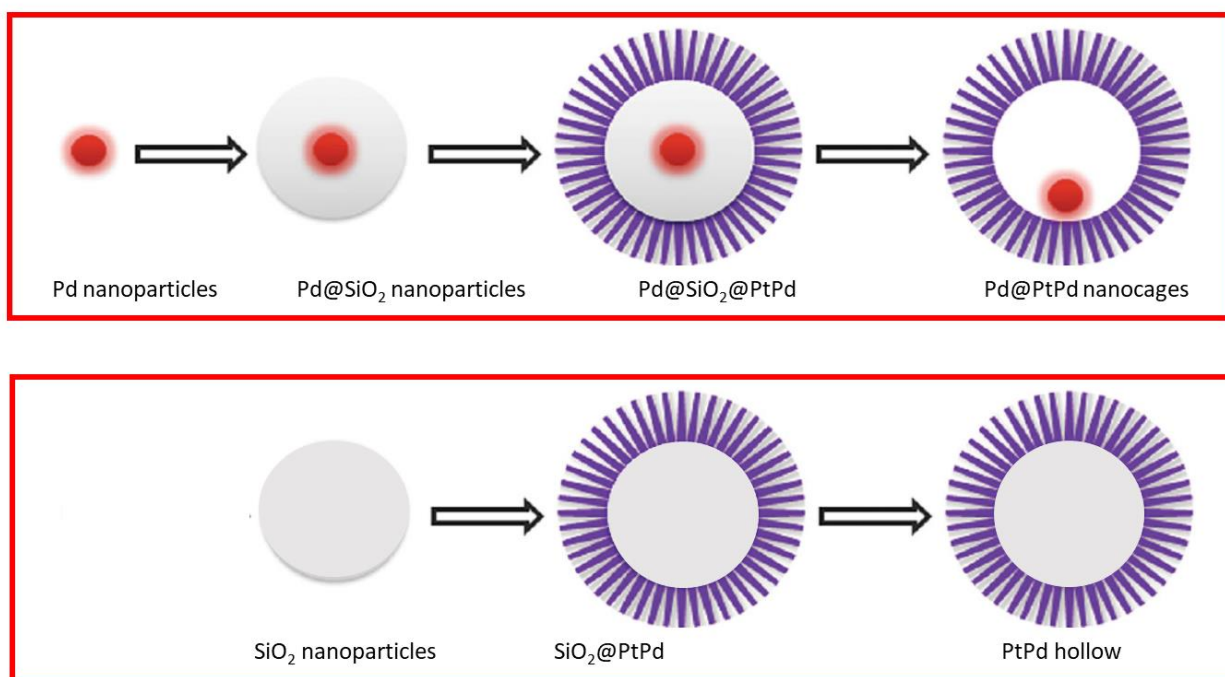 Pd nanoparticles
Pd@SiO₂ nanoparticles
Pd@SiO₂@PtPd
Pd@PtPd nanocages
SiO₂ nanoparticles
SiO₂@PtPd
PtPd hollow